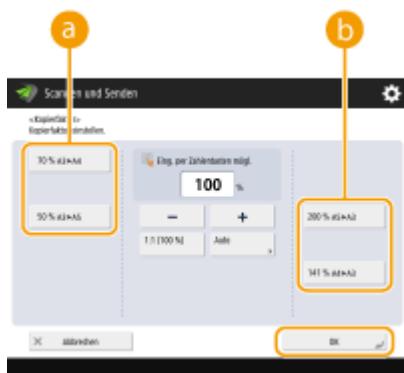 a
b
Scannen und Senden
<Kopierfaktor>
Kopierfaktor einstellen.
70 % A3▶A4
Eing. per Zahlentasten mögl.
100 %
50 % A3▶A5
－
+
200 % A5▶A3
1:1 (100 %)
Auto
141 % A4▶A3
× Abbrechen
OK